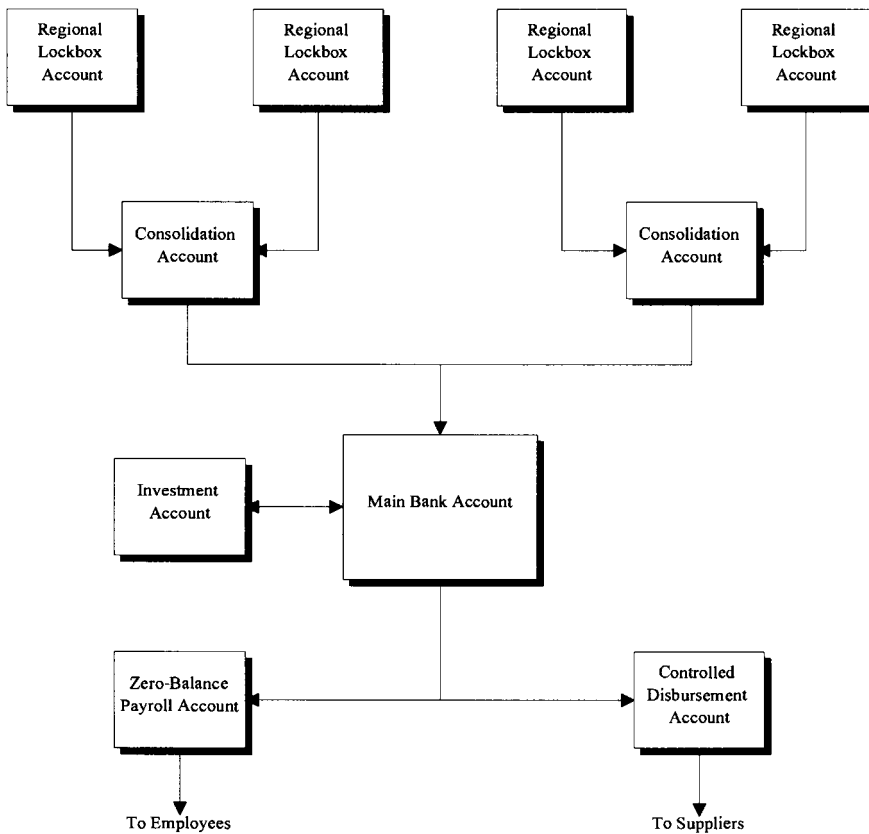 Regional
Lockbox
Account
Regional
Lockbox
Account
Regional
Lockbox
Account
Regional
Lockbox
Account
Consolidation
Account
Consolidation
Account
Investment
Account
Main Bank Account
Zero-Balance
Payroll Account
Controlled
Disbursement
Account
To Employees
To Suppliers